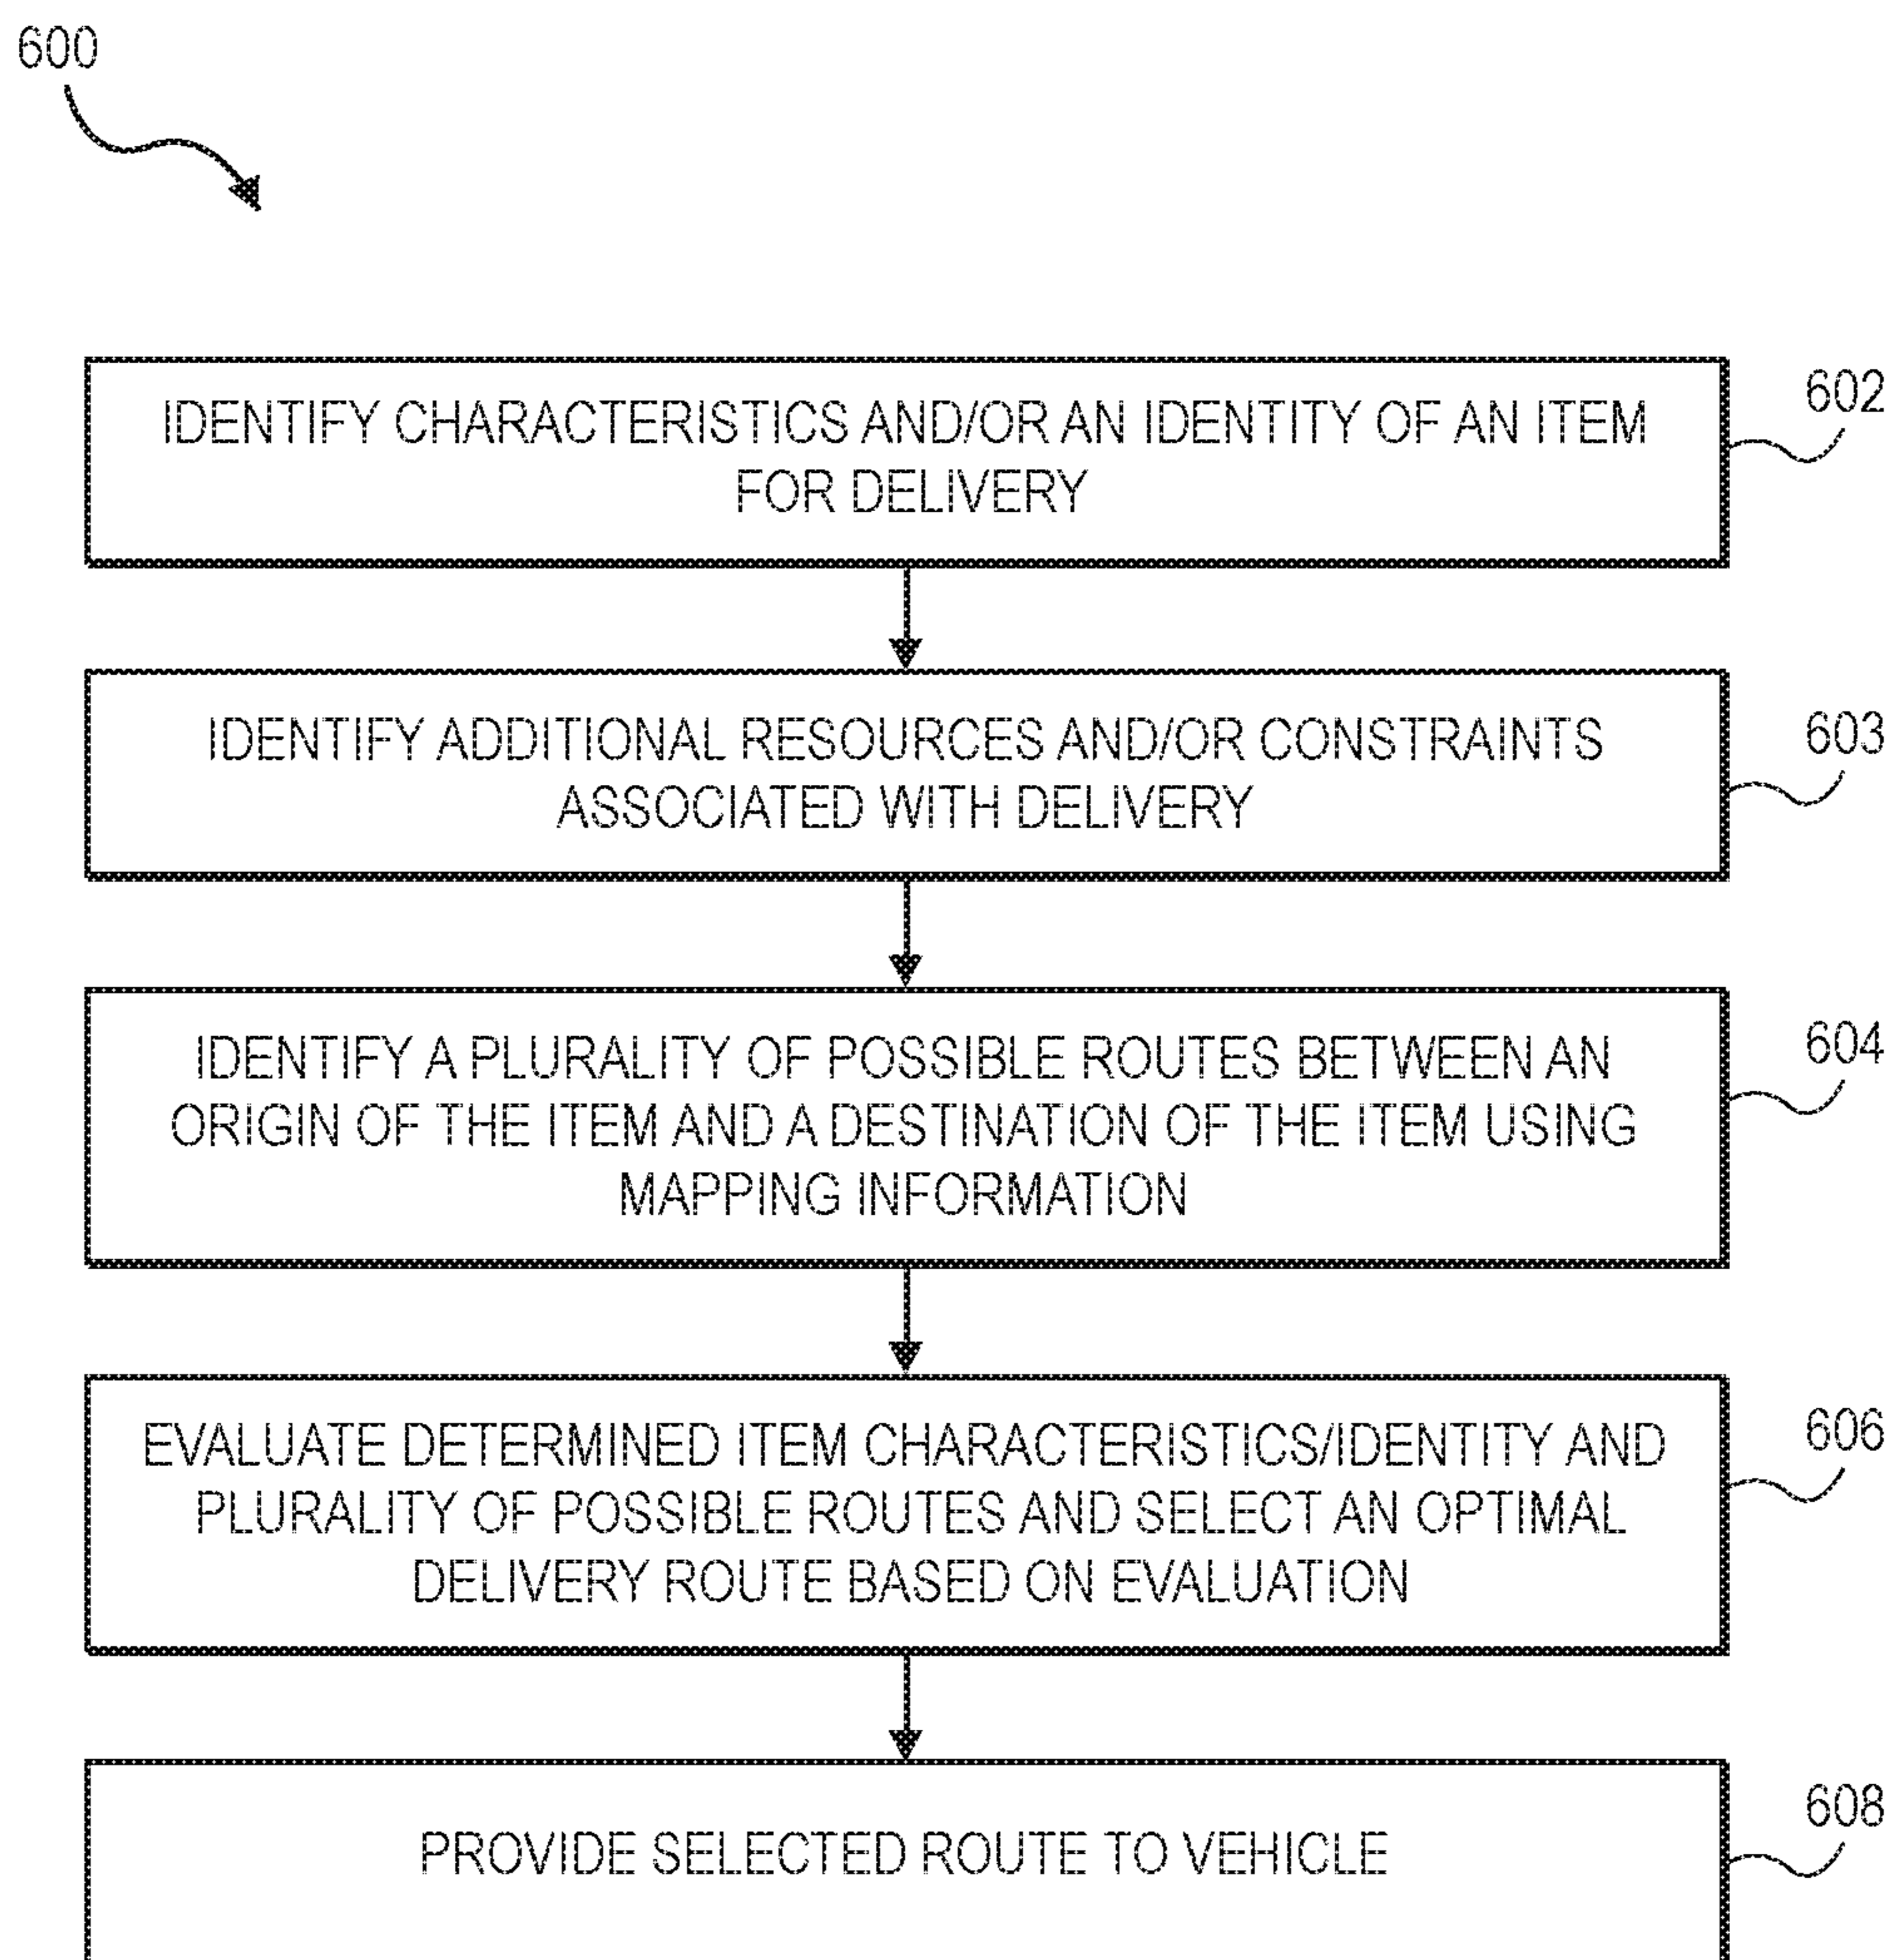 600
IDENTIFY CHARACTERISTICS AND/OR AN IDENTITY OF AN ITEM
FOR DELIVERY
602
IDENTIFY ADDITIONAL RESOURCES AND/OR CONSTRAINTS
ASSOCIATED WITH DELIVERY
603
IDENTIFY A PLURALITY OF POSSIBLE ROUTES BETWEEN AN
ORIGIN OF THE ITEM AND A DESTINATION OF THE ITEM USING
MAPPING INFORMATION
604
EVALUATE DETERMINED ITEM CHARACTERISTICS/IDENTITY AND
PLURALITY OF POSSIBLE ROUTES AND SELECT AN OPTIMAL
DELIVERY ROUTE BASED ON EVALUATION
606
PROVIDE SELECTED ROUTE TO VEHICLE
608